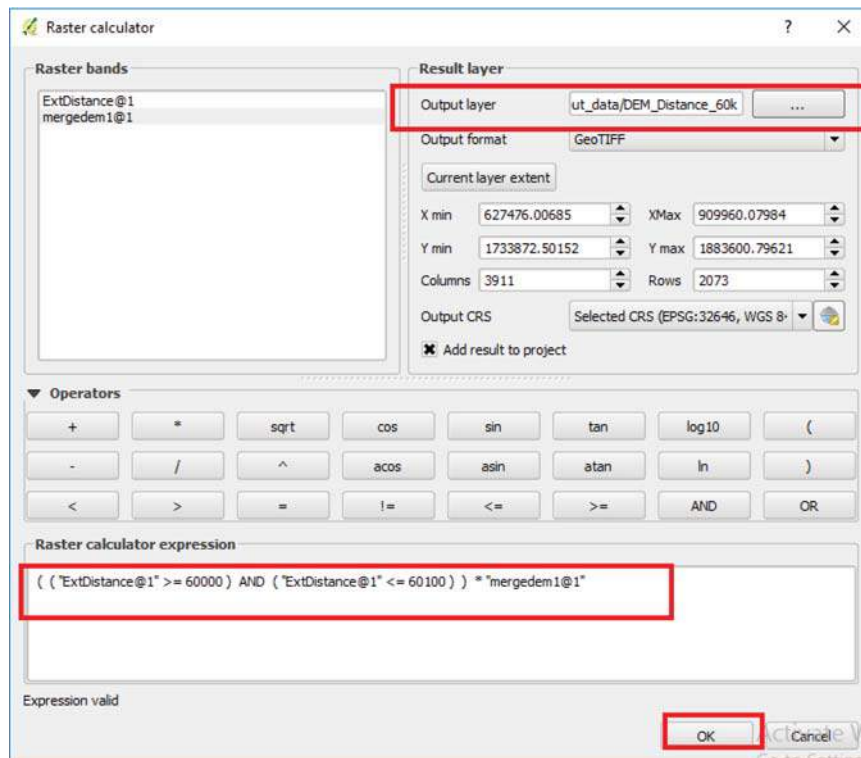 Raster calculator ? X
Raster bands
ExtDistance@1
mergedem1@1
Result layer
Output layer ut_data/DEM_Distance_60k ...
Output format GeoTIFF
Current layer extent
X min 627476.00685 XMax 909960.07984
Y min 1733872.50152 Y max 1883600.79621
Columns 3911 Rows 2073
Output CRS Selected CRS (EPSG:32646, WGS 8
Add result to project
Operators
+ * sqrt cos sin tan log10 (
- / ^ acos asin atan ln )
< > = != <= >= AND OR
Raster calculator expression
( ( "ExtDistance@1" >= 60000 ) AND ( "ExtDistance@1" <= 60100 ) ) * "mergedem1@1"
Expression valid
OK Cancel
Activate W